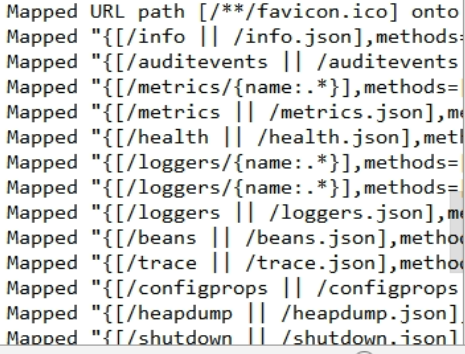 Mapped URL path [/**/favicon.ico] onto
Mapped "{[/info || /info.json],methods=
Mapped "{[/auditevents || /auditevents
Mapped "{[/metrics/{name:.*}],methods=
Mapped "{[/metrics || /metrics.json],me
Mapped "{[/health || /health.json],met
Mapped "{[/loggers/{name:.*}],methods=
Mapped "{[/loggers/{name:.*}],methods=
Mapped "{[/loggers || /loggers.json],m
Mapped "{[/beans || /beans.json],metho
Mapped "{[/trace || /trace.json],metho
Mapped "{[/configprops || /configprops
Mapped "{[/heapdump || /heapdump.json]
Mapped "{[/shutdown || /shutdown.json]